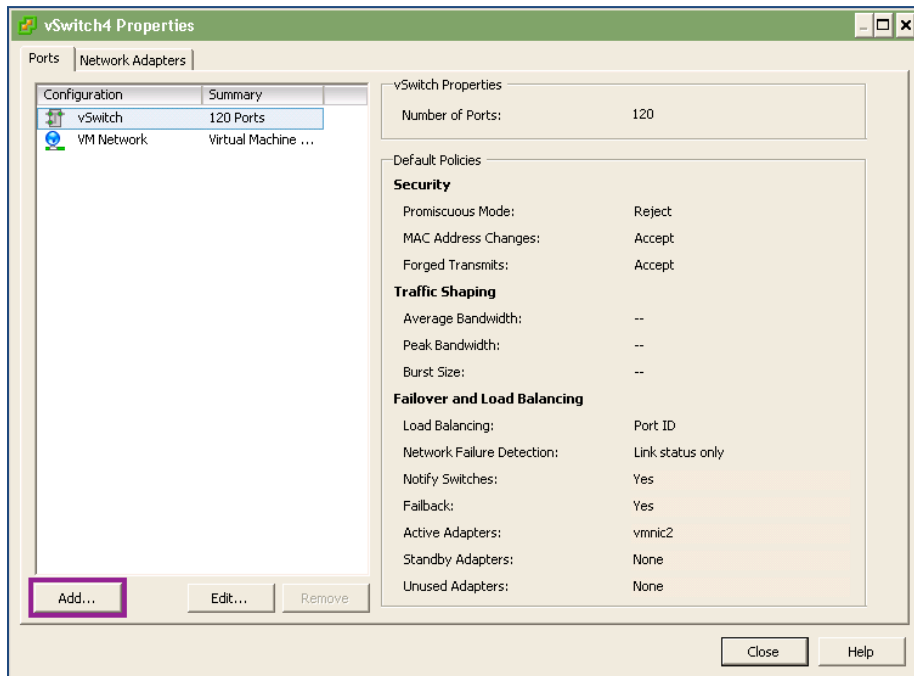 vSwitch4 Properties
Ports Network Adapters
Configuration Summary
vSwitch 120 Ports
VM Network Virtual Machine ...
Add... Edit... Remove
vSwitch Properties
Number of Ports: 120
Default Policies
Security
Promiscuous Mode: Reject
MAC Address Changes: Accept
Forged Transmits: Accept
Traffic Shaping
Average Bandwidth: --
Peak Bandwidth: --
Burst Size: --
Failover and Load Balancing
Load Balancing: Port ID
Network Failure Detection: Link status only
Notify Switches: Yes
Failback: Yes
Active Adapters: vmnic2
Standby Adapters: None
Unused Adapters: None
Close Help